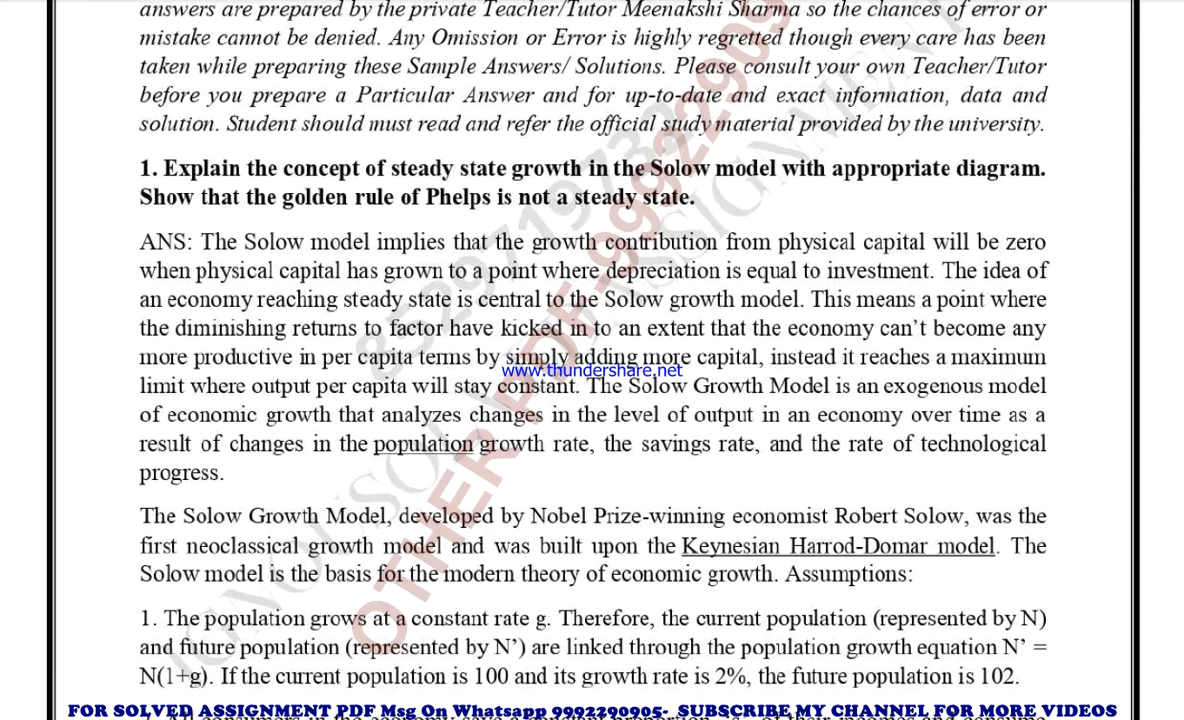 answers are prepared by the private Teacher/Tutor Meenakshi Sharma so the chances of error or
mistake cannot be denied. Any Omission or Error is highly regretted though every care has been
taken while preparing these Sample Answers/ Solutions. Please consult your own Teacher/Tutor
before you prepare a Particular Answer and for up-to-date and exact information, data and
solution. Student should must read and refer the official study material provided by the university.
1. Explain the concept of steady state growth in the Solow model with appropriate diagram.
Show that the golden rule of Phelps is not a steady state.
ANS: The Solow model implies that the growth contribution from physical capital will be zero
when physical capital has grown to a point where depreciation is equal to investment. The idea of
an economy reaching steady state is central to the Solow growth model. This means a point where
the diminishing returns to factor have kicked in to an extent that the economy can't become any
more productive in per capita terms by simply adding more capital, instead it reaches a maximum
www.thundershare.net
limit where output per capita will stay constant. The Solow Growth Model is an exogenous model
of economic growth that analyzes changes in the level of output in an economy over time as a
result of changes in the population growth rate, the savings rate, and the rate of technological
progress.
The Solow Growth Model, developed by Nobel Prize-winning economist Robert Solow, was the
first neoclassical growth model and was built upon the Keynesian Harrod-Domar model. The
Solow model is the basis for the modern theory of economic growth. Assumptions:
1. The population grows at a constant rate g. Therefore, the current population (represented by N)
and future population (represented by N') are linked through the population growth equation N' =
N(1+g). If the current population is 100 and its growth rate is 2%, the future population is 102.
FOR SOLVED ASSIGNMENT PDF Msg On Whatsapp 9992290905- SUBSCRIBE MY CHANNEL FOR MORE VIDEOS